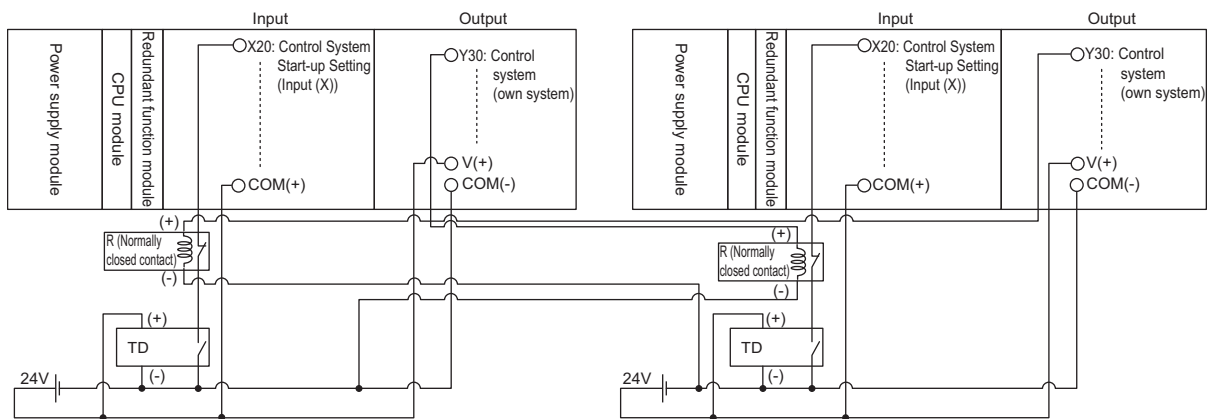 Input
Output
Power supply module
CPU module
Redundant function module
X20: Control System
Start-up Setting
(Input (X))
COM(+)
Y30: Control
system
(own system)
V(+)
COM(-)
(+)
R (Normally
closed contact)
(-)
(+)
TD
(-)
24V
Input
Output
Power supply module
CPU module
Redundant function module
X20: Control System
Start-up Setting
(Input (X))
COM(+)
Y30: Control
system
(own system)
V(+)
COM(-)
(+)
R (Normally
closed contact)
(-)
(+)
TD
(-)
24V